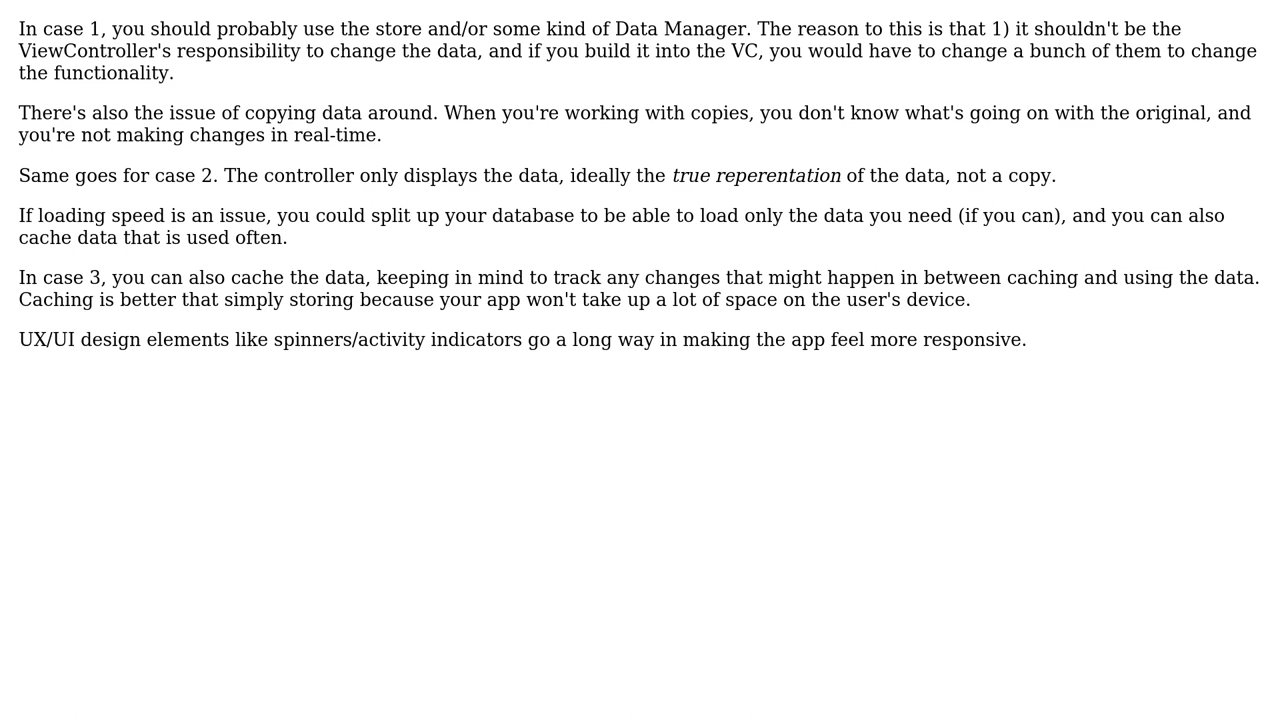 In case 1, you should probably use the store and/or some kind of Data Manager. The reason to this is that 1) it shouldn't be the
ViewController's responsibility to change the data, and if you build it into the VC, you would have to change a bunch of them to change
the functionality.
There's also the issue of copying data around. When you're working with copies, you don't know what's going on with the original, and
you're not making changes in real-time.
Same goes for case 2. The controller only displays the data, ideally the true reperentation of the data, not a copy.
If loading speed is an issue, you could split up your database to be able to load only the data you need (if you can), and you can also
cache data that is used often.
In case 3, you can also cache the data, keeping in mind to track any changes that might happen in between caching and using the data.
Caching is better that simply storing because your app won't take up a lot of space on the user's device.
UX/UI design elements like spinners/activity indicators go a long way in making the app feel more responsive.